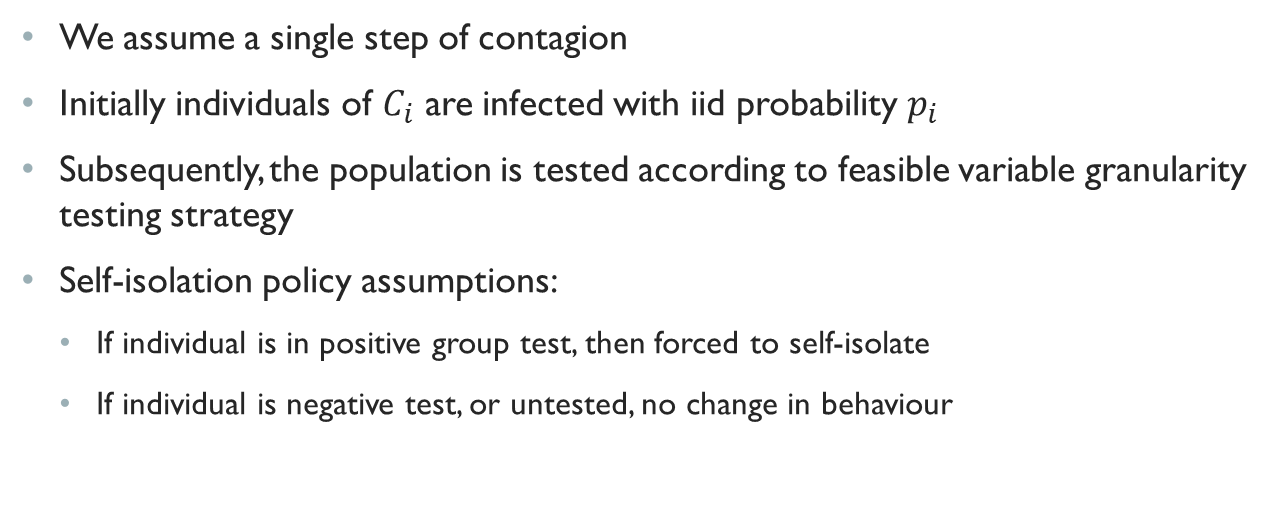 • We assume a single step of contagion
• Initially individuals of 𝐶ᵢ are infected with iid probability 𝑝ᵢ
• Subsequently, the population is tested according to feasible variable granularity
testing strategy
• Self-isolation policy assumptions:
• If individual is in positive group test, then forced to self-isolate
• If individual is negative test, or untested, no change in behaviour